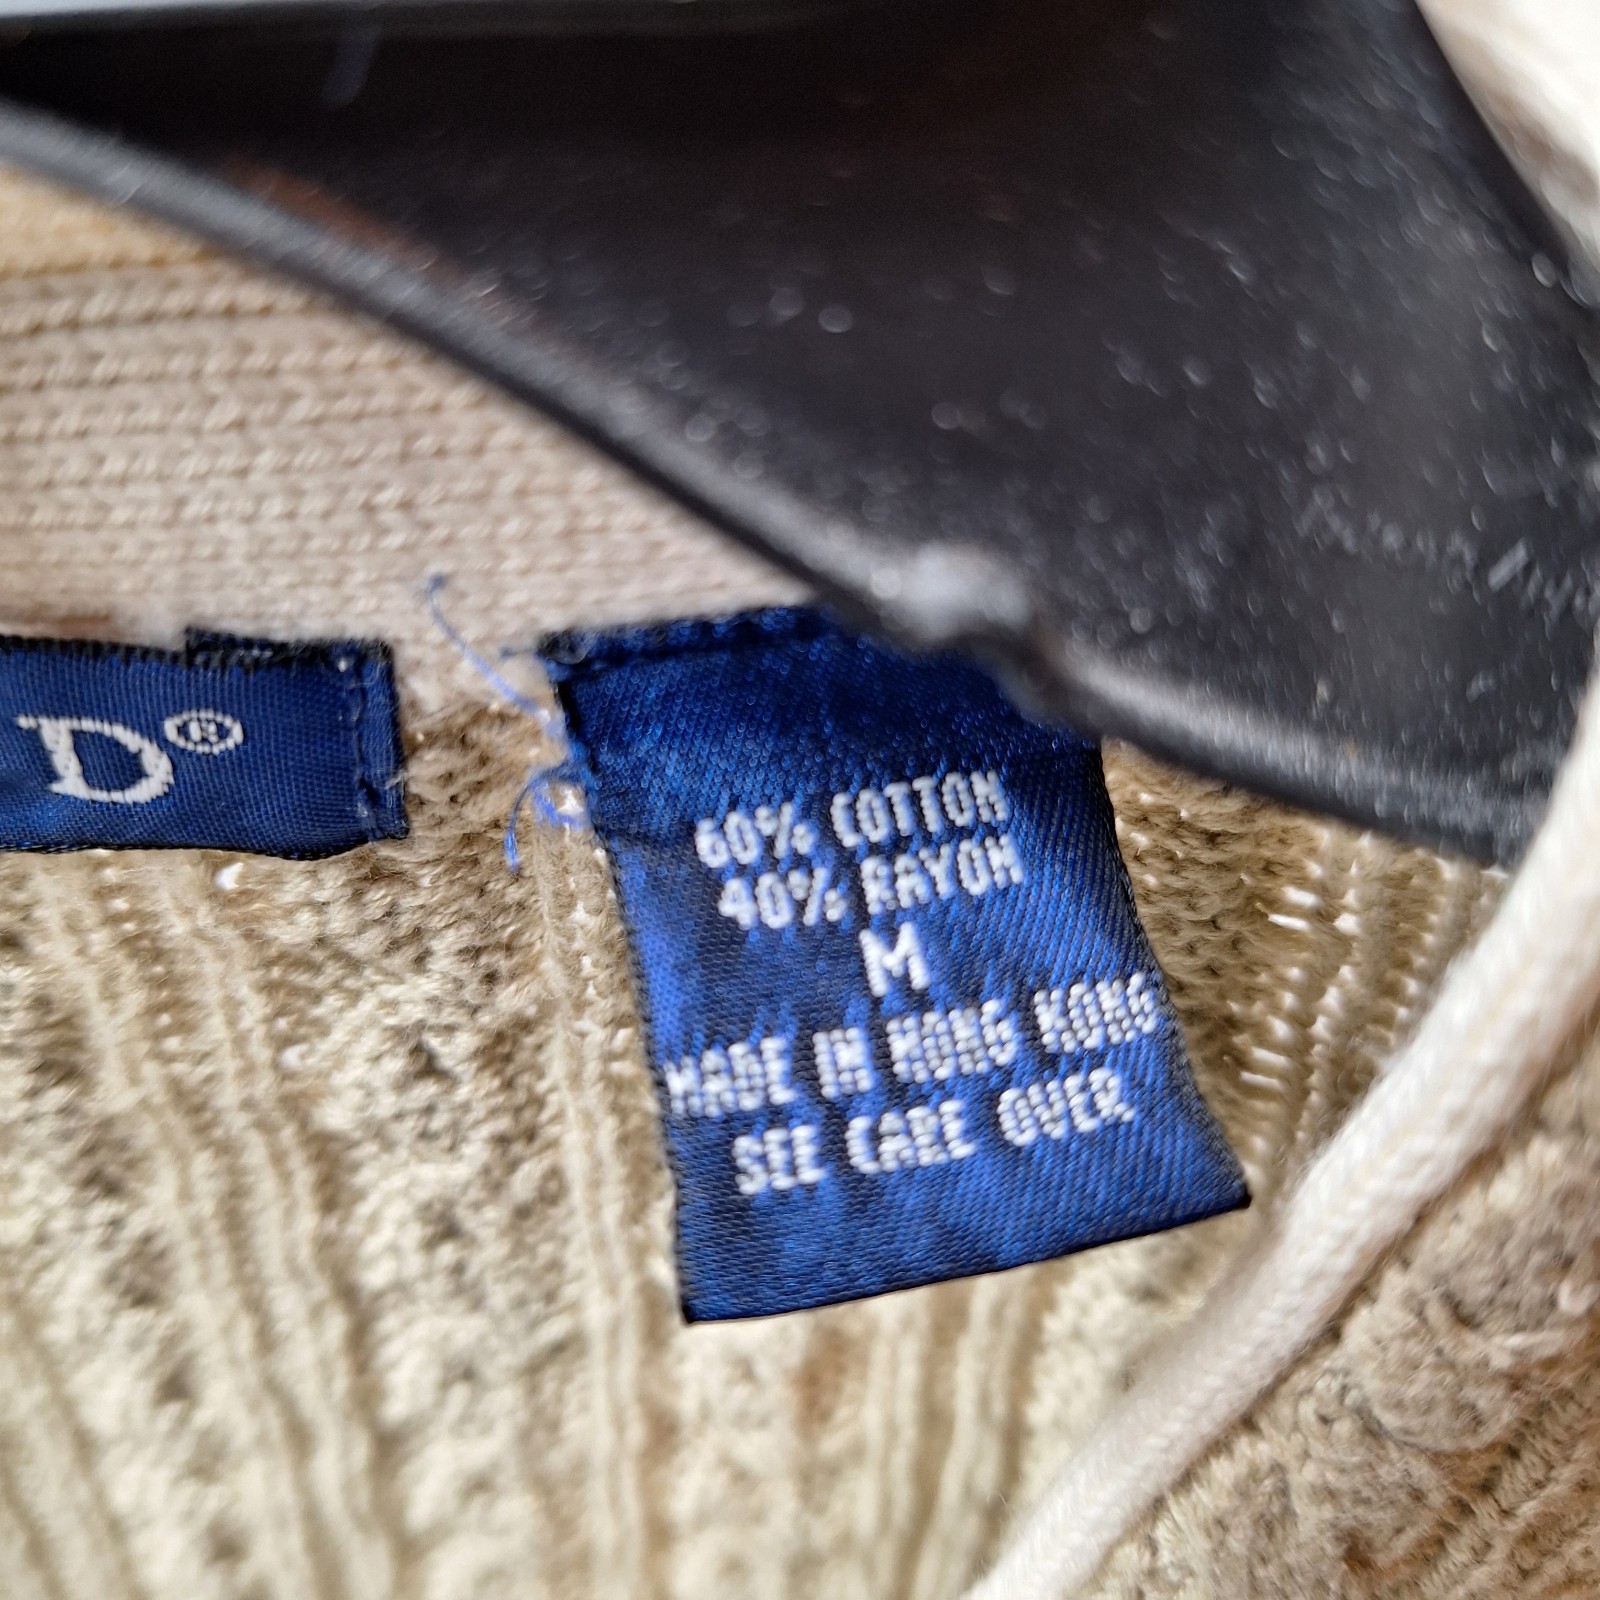 D®
60% COTTON
40% RAYON
M
MADE IN HONG KONG
SEE CARE OVER